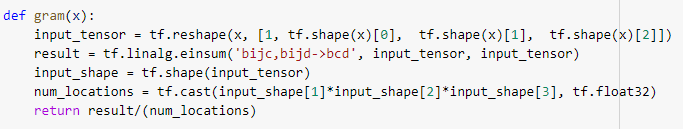 def gram(x):
    input_tensor = tf.reshape(x, [1, tf.shape(x)[0],  tf.shape(x)[1],  tf.shape(x)[2]])
    result = tf.linalg.einsum('bijc,bijd->bcd', input_tensor, input_tensor)
    input_shape = tf.shape(input_tensor)
    num_locations = tf.cast(input_shape[1]*input_shape[2]*input_shape[3], tf.float32)
    return result/(num_locations)